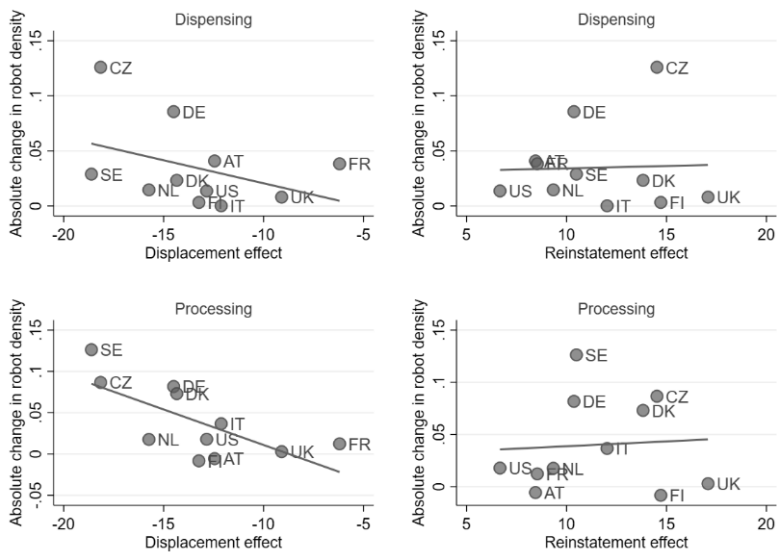 Dispensing
Absolute change in robot density
.15
.1
.05
0
CZ
DE
AT
FR
SE
DK
NL
US
FI
IT
UK
-20
-15
-10
-5
Displacement effect
Dispensing
Absolute change in robot density
.15
.1
.05
0
CZ
DE
AT
FR
SE
DK
US
NL
IT
FI
UK
5
10
15
20
Reinstatement effect
Processing
Absolute change in robot density
.15
.1
.05
0
-.05
SE
CZ
DE
DK
IT
NL
US
FR
UK
FI
AT
-20
-15
-10
-5
Displacement effect
Processing
Absolute change in robot density
.15
.1
.05
0
SE
DE
CZ
DK
IT
US
NL
FR
AT
FI
UK
5
10
15
20
Reinstatement effect